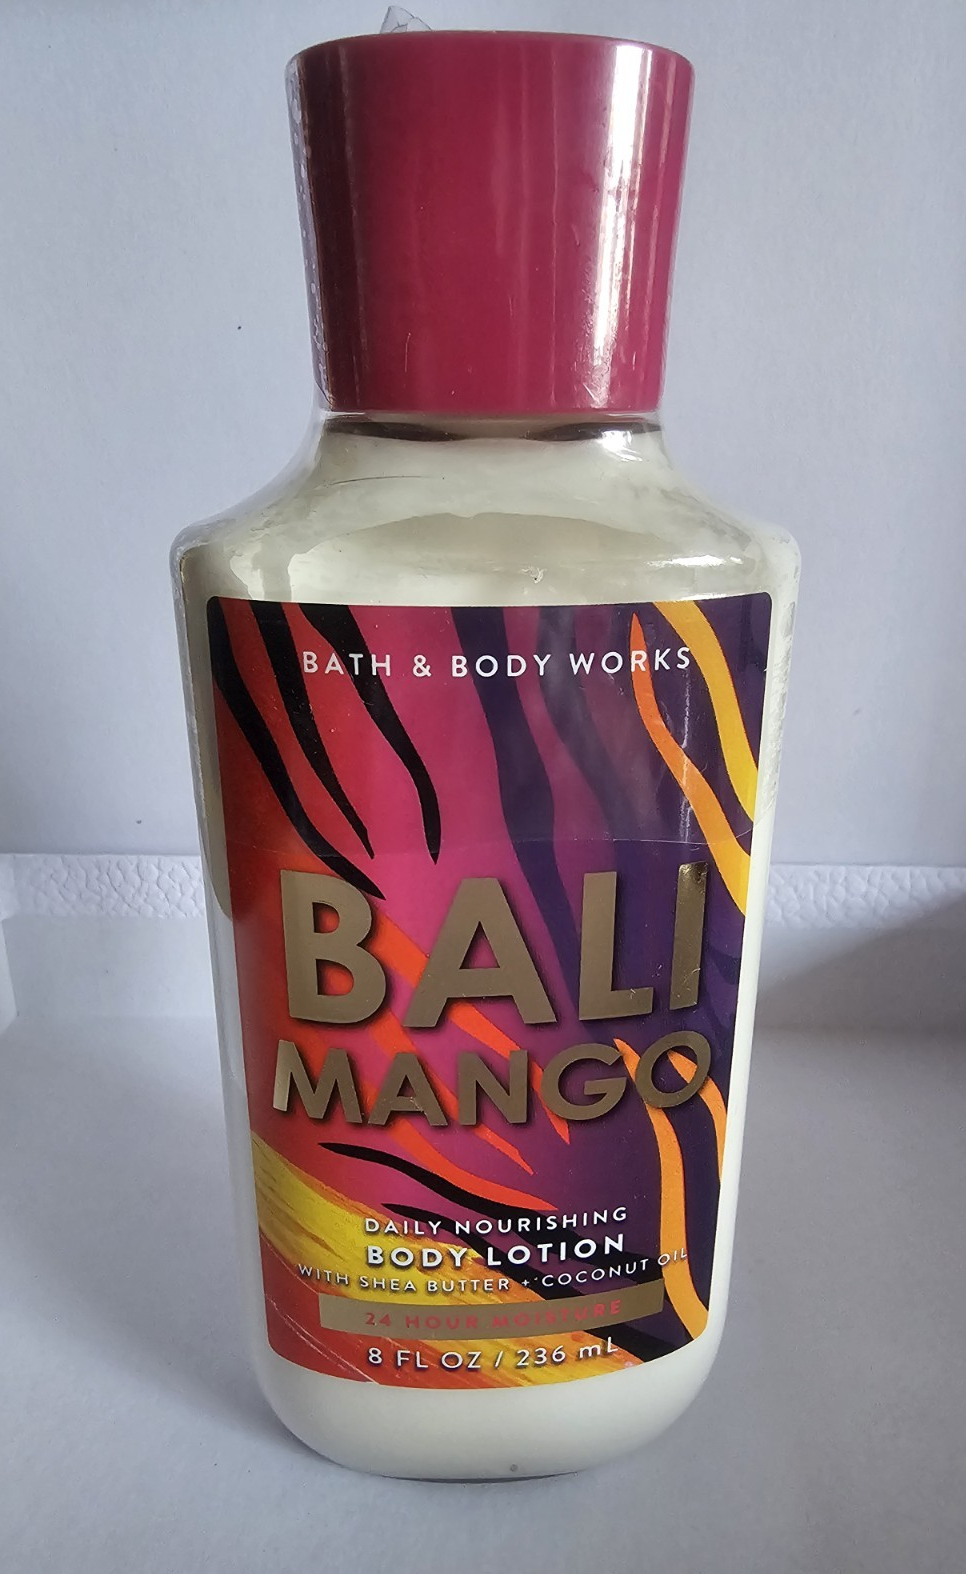 BATH & BODY WORKS
BALI
MANGO
DAILY NOURISHING
BODY LOTION
WITH SHEA BUTTER + COCONUT OIL
24 HOUR MOISTURE
8 FL OZ / 236 mL